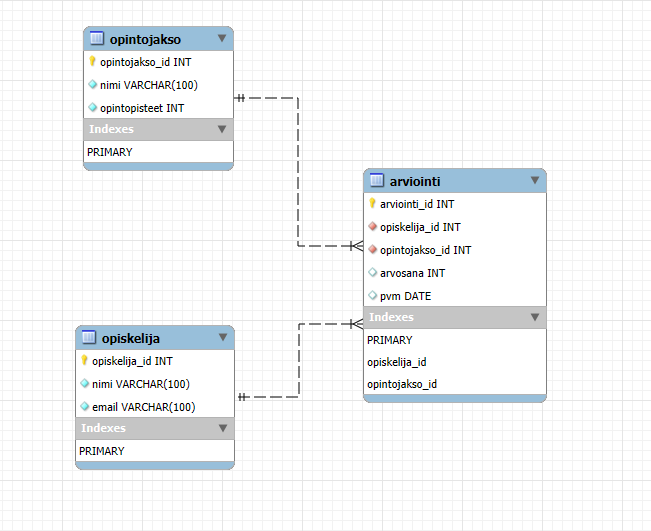 opintojakso
opintojakso_id INT
nimi VARCHAR(100)
opintopisteet INT
Indexes
PRIMARY
arviointi
arviointi_id INT
opiskelija_id INT
opintojakso_id INT
arvosana INT
pvm DATE
Indexes
PRIMARY
opiskelija_id
opintojakso_id
opiskelija
opiskelija_id INT
nimi VARCHAR(100)
email VARCHAR(100)
Indexes
PRIMARY